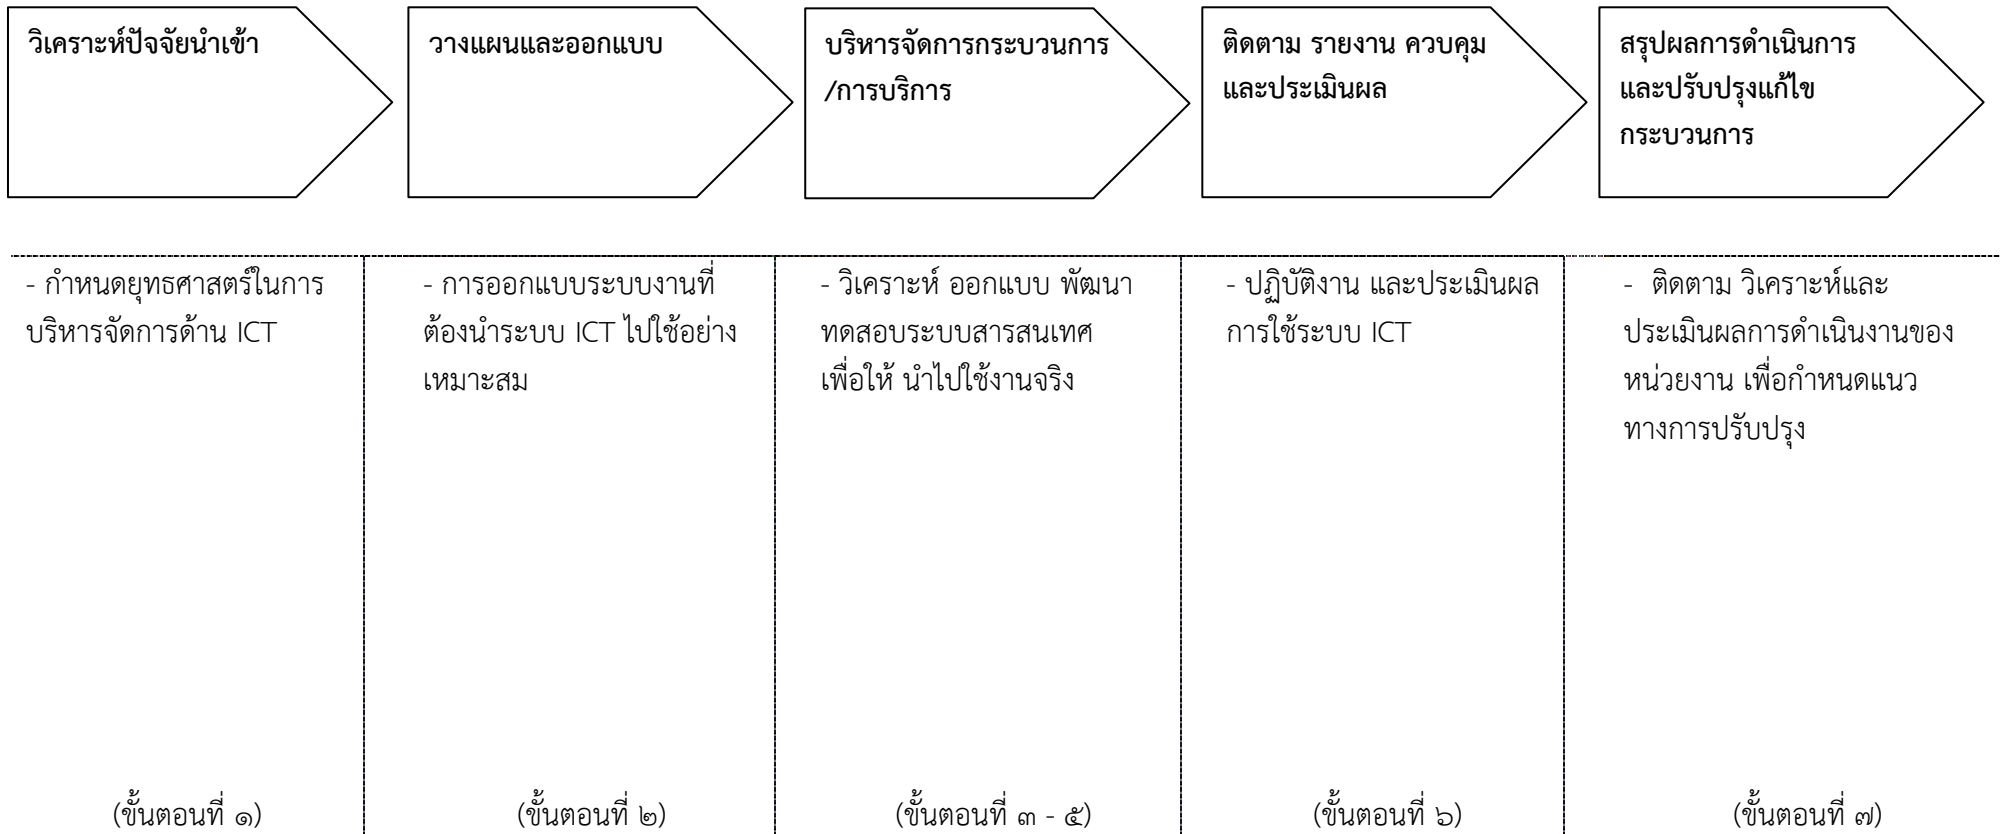 วิเคราะห์ปัจจัยนำเข้า
วางแผนและออกแบบ
บริหารจัดการกระบวนการ
/การบริการ
ติดตาม รายงาน ควบคุม
และประเมินผล
สรุปผลการดำเนินการ
และปรับปรุงแก้ไข
กระบวนการ
- กำหนดยุทธศาสตร์ในการ
บริหารจัดการด้าน ICT
- การออกแบบระบบงานที่
ต้องนำระบบ ICT ไปใช้อย่าง
เหมาะสม
- วิเคราะห์ ออกแบบ พัฒนา
ทดสอบระบบสารสนเทศ
เพื่อให้ นำไปใช้งานจริง
- ปฏิบัติงาน และประเมินผล
การใช้ระบบ ICT
- ติดตาม วิเคราะห์และ
ประเมินผลการดำเนินงานของ
หน่วยงาน เพื่อกำหนดแนว
ทางการปรับปรุง
(ขั้นตอนที่ ๑)
(ขั้นตอนที่ ๒)
(ขั้นตอนที่ ๓ - ๕)
(ขั้นตอนที่ ๖)
(ขั้นตอนที่ ๗)